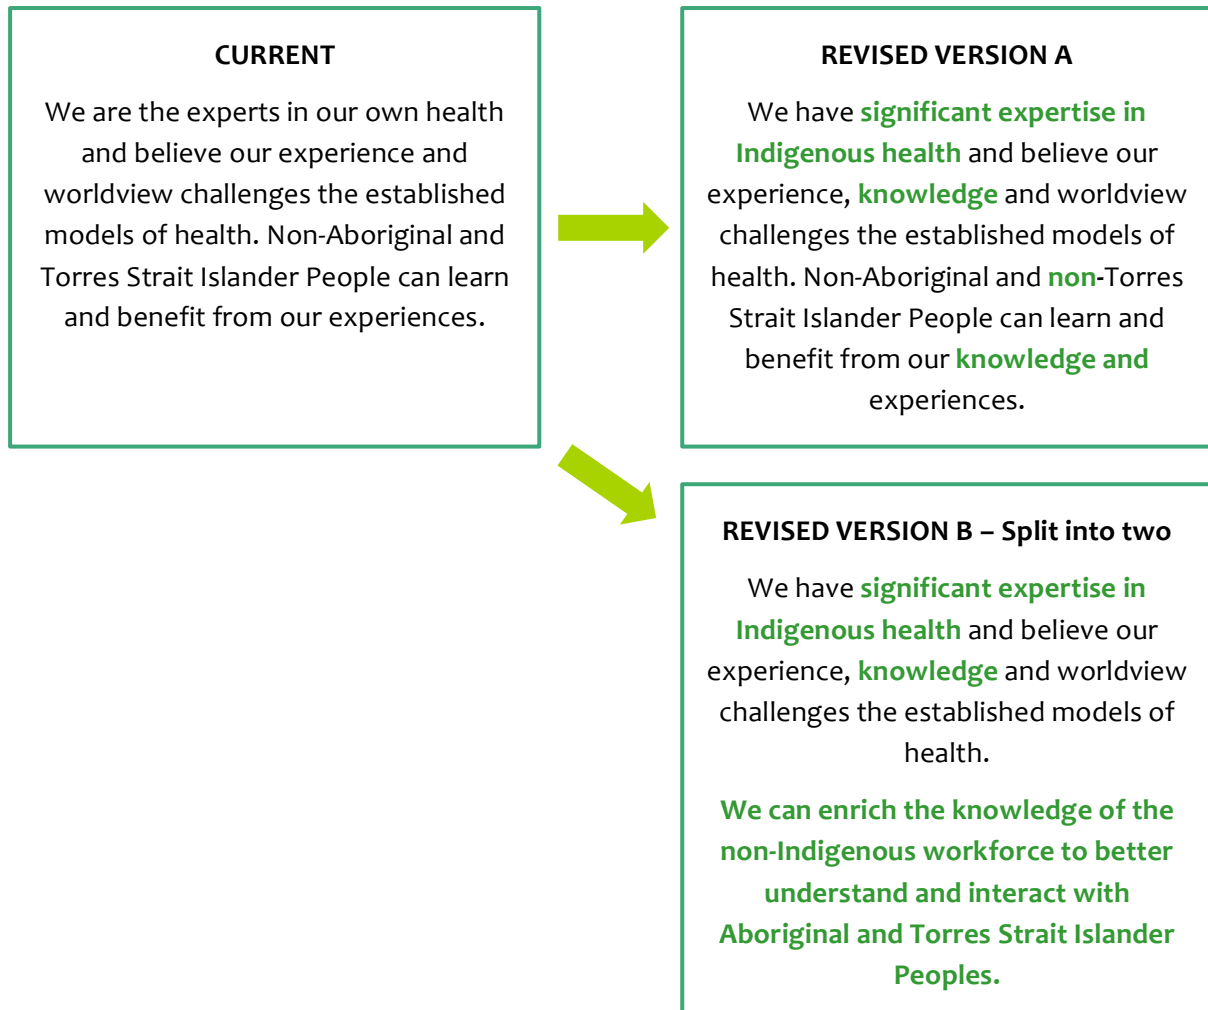 CURRENT
We are the experts in our own health
and believe our experience and
worldview challenges the established
models of health. Non-Aboriginal and
Torres Strait Islander People can learn
and benefit from our experiences.
REVISED VERSION A
We have significant expertise in
Indigenous health and believe our
experience, knowledge and worldview
challenges the established models of
health. Non-Aboriginal and non-Torres
Strait Islander People can learn and
benefit from our knowledge and
experiences.
REVISED VERSION B – Split into two
We have significant expertise in
Indigenous health and believe our
experience, knowledge and worldview
challenges the established models of
health.
We can enrich the knowledge of the
non-Indigenous workforce to better
understand and interact with
Aboriginal and Torres Strait Islander
Peoples.